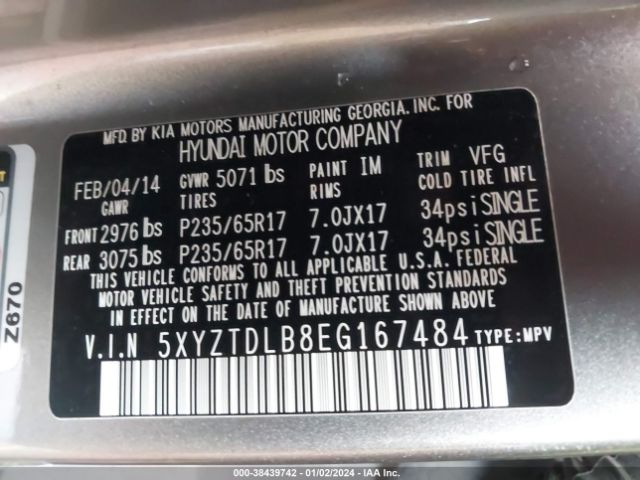 MFD. BY KIA MOTORS MANUFACTURING GEORGIA. INC. FOR
HYUNDAI MOTOR COMPANY
FEB/04/14 GVWR 5071 lbs PAINT IM TRIM VFG
GAWR TIRES RIMS COLD TIRE INFL
FRONT 2976 lbs P235/65R17 7.0JX17 34psi SINGLE
REAR 3075 lbs P235/65R17 7.0JX17 34psi SINGLE
THIS VEHICLE CONFORMS TO ALL APPLICABLE U.S.A. FEDERAL
MOTOR VEHICLE SAFETY AND THEFT PREVENTION STANDARDS
IN EFFECT ON THE DATE OF MANUFACTURE SHOWN ABOVE
V.I.N 5XYZTDLB8EG167484 TYPE:MPV
Z670
000-38439742 - 01/02/2024 - IAA Inc.